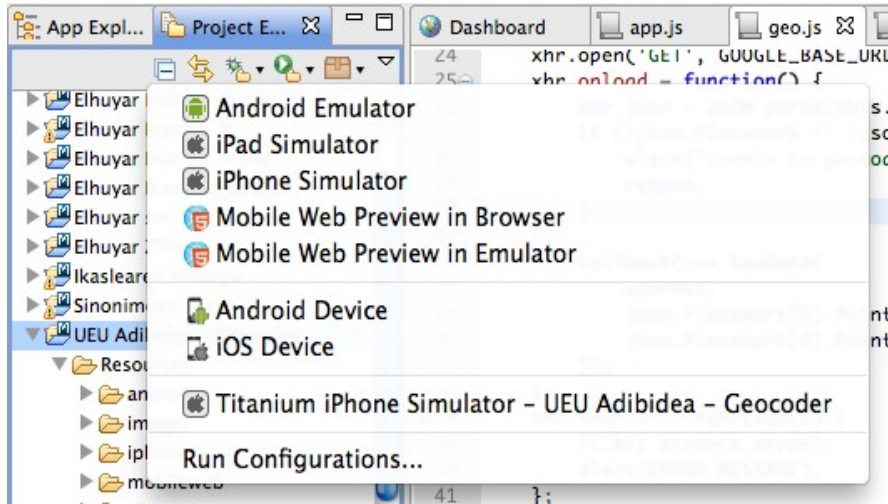 App Expl...
Project E...
Dashboard
app.js
geo.js
24 xhr.open('GET', GOOGLE_BASE_URL
25 xhr.onload = function() {
Elhuyar
Elhuyar
Elhuyar
Elhuyar
Elhuyar
Elhuyar
Ikaslearen
Sinonim
UEU Adi
Resou
an
im
iph
mobileweb
Android Emulator
iPad Simulator
iPhone Simulator
Mobile Web Preview in Browser
Mobile Web Preview in Emulator
Android Device
iOS Device
Titanium iPhone Simulator – UEU Adibidea – Geocoder
Run Configurations...
41 };